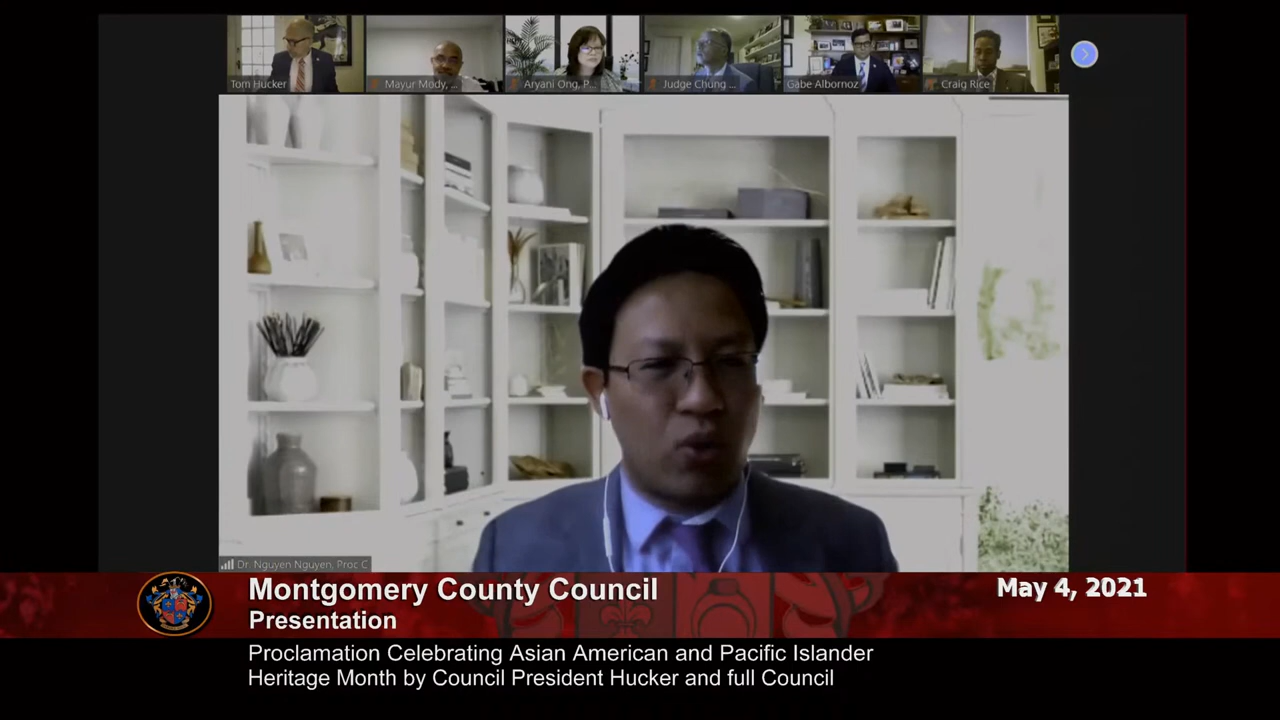 Tom Hucker
Mayur Mody, ...
Aryani Ong, P...
Judge Chung ...
Gabe Albornoz
Craig Rice
Dr. Nguyen Nguyen, Proc C
Montgomery County Council
May 4, 2021
Presentation
Proclamation Celebrating Asian American and Pacific Islander
Heritage Month by Council President Hucker and full Council